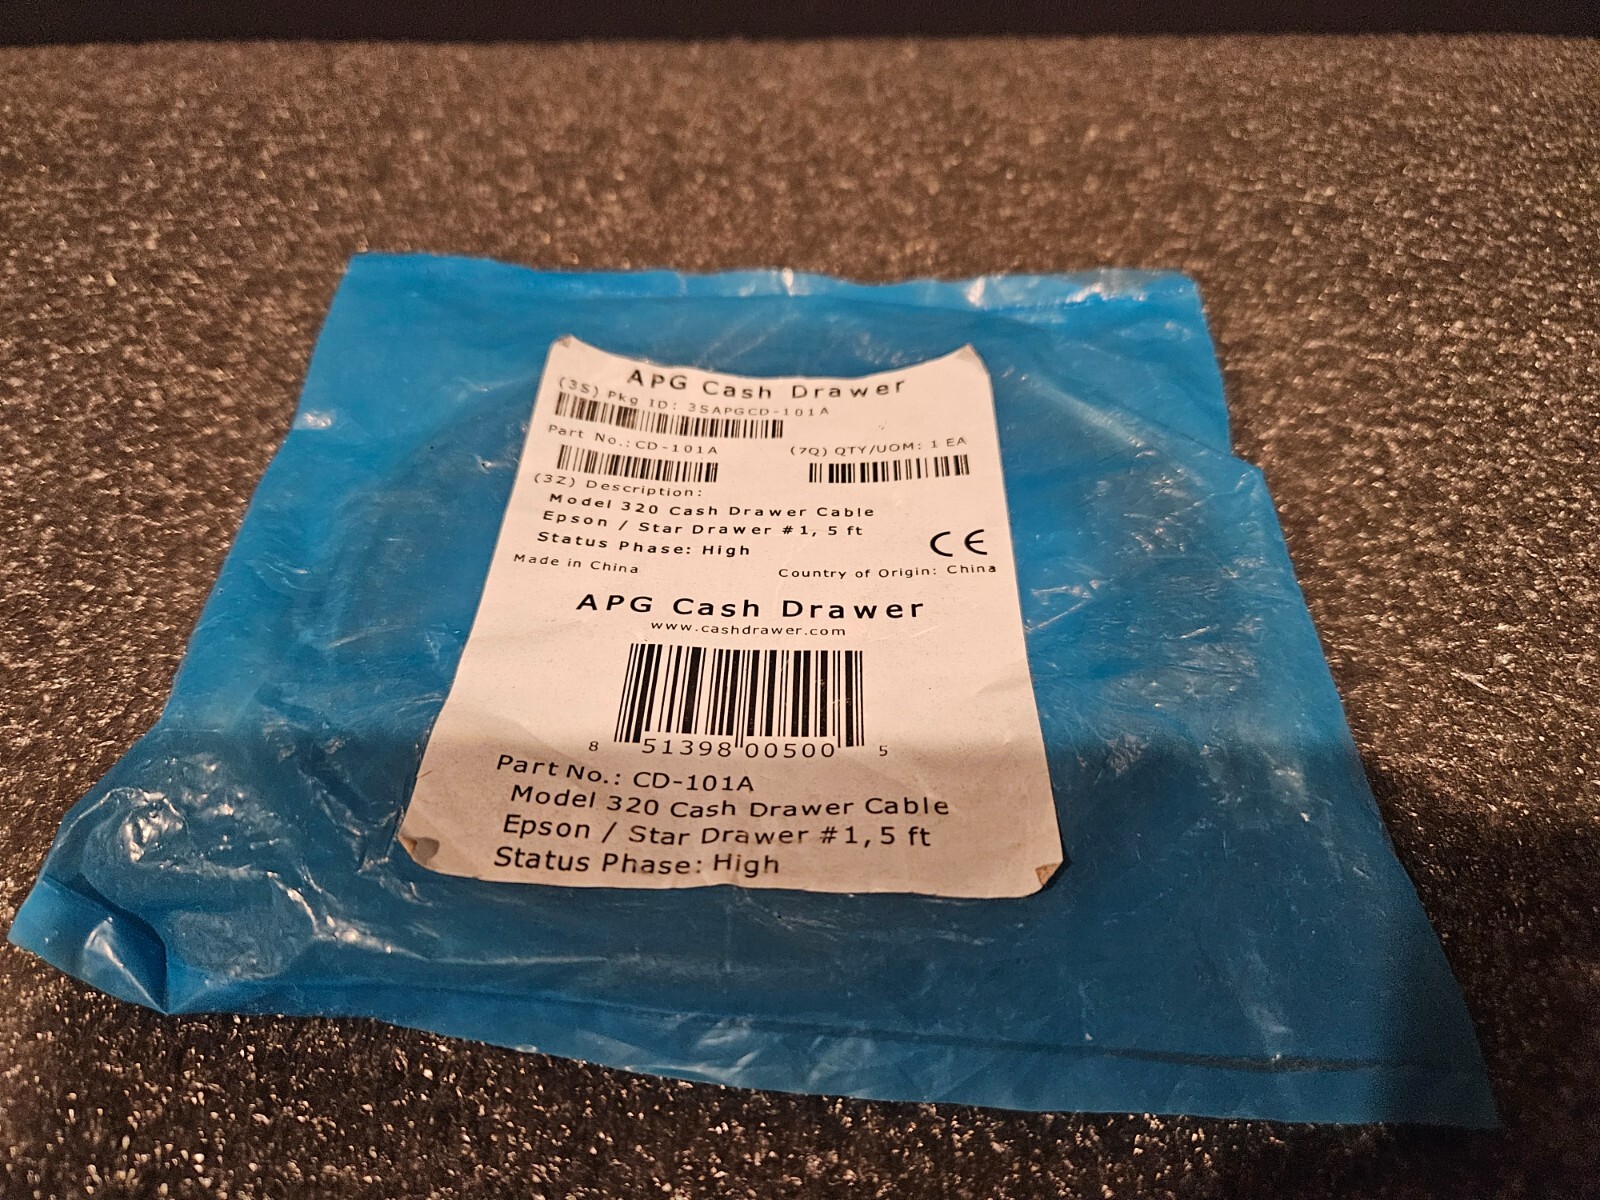 APG Cash Drawer
(3S) Pkg ID: 3SAPGCD-101A
Part No.: CD-101A (7Q) QTY/UOM: 1 EA
(3Z) Description:
Model 320 Cash Drawer Cable
Epson / Star Drawer #1, 5 ft
Status Phase: High CE
Made in China Country of Origin: China
APG Cash Drawer
www.cashdrawer.com
8 51398 00500 5
Part No.: CD-101A
Model 320 Cash Drawer Cable
Epson / Star Drawer #1, 5 ft
Status Phase: High